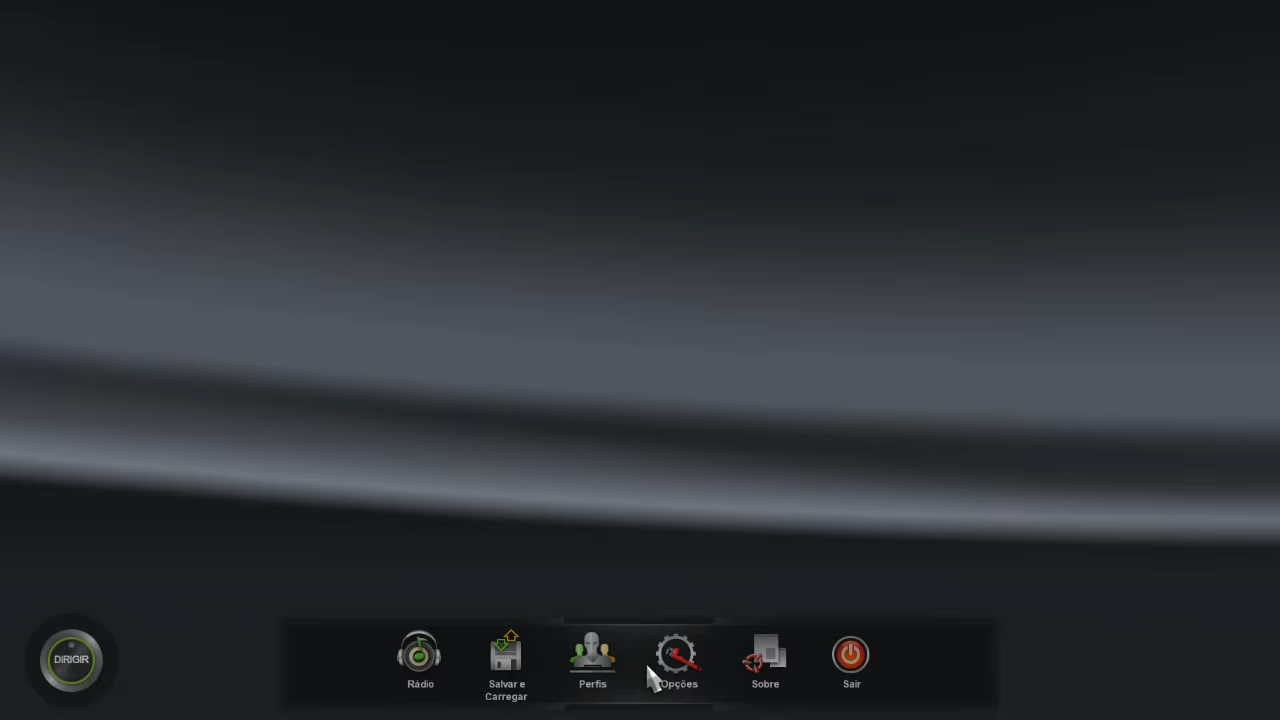 DIRIGIR
Rádio
Salvar e
Carregar
Perfis
Opções
Sobre
Sair